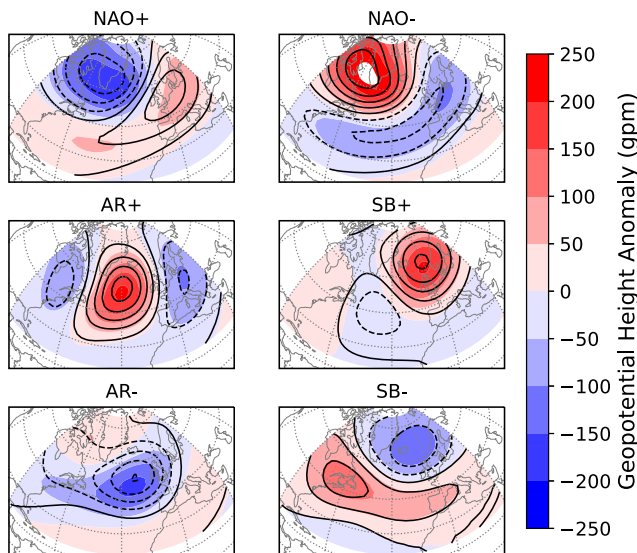 NAO+
NAO-
AR+
SB+
AR-
SB-
250
200
150
100
50
0
−50
−100
−150
−200
−250
Geopotential Height Anomaly (gpm)